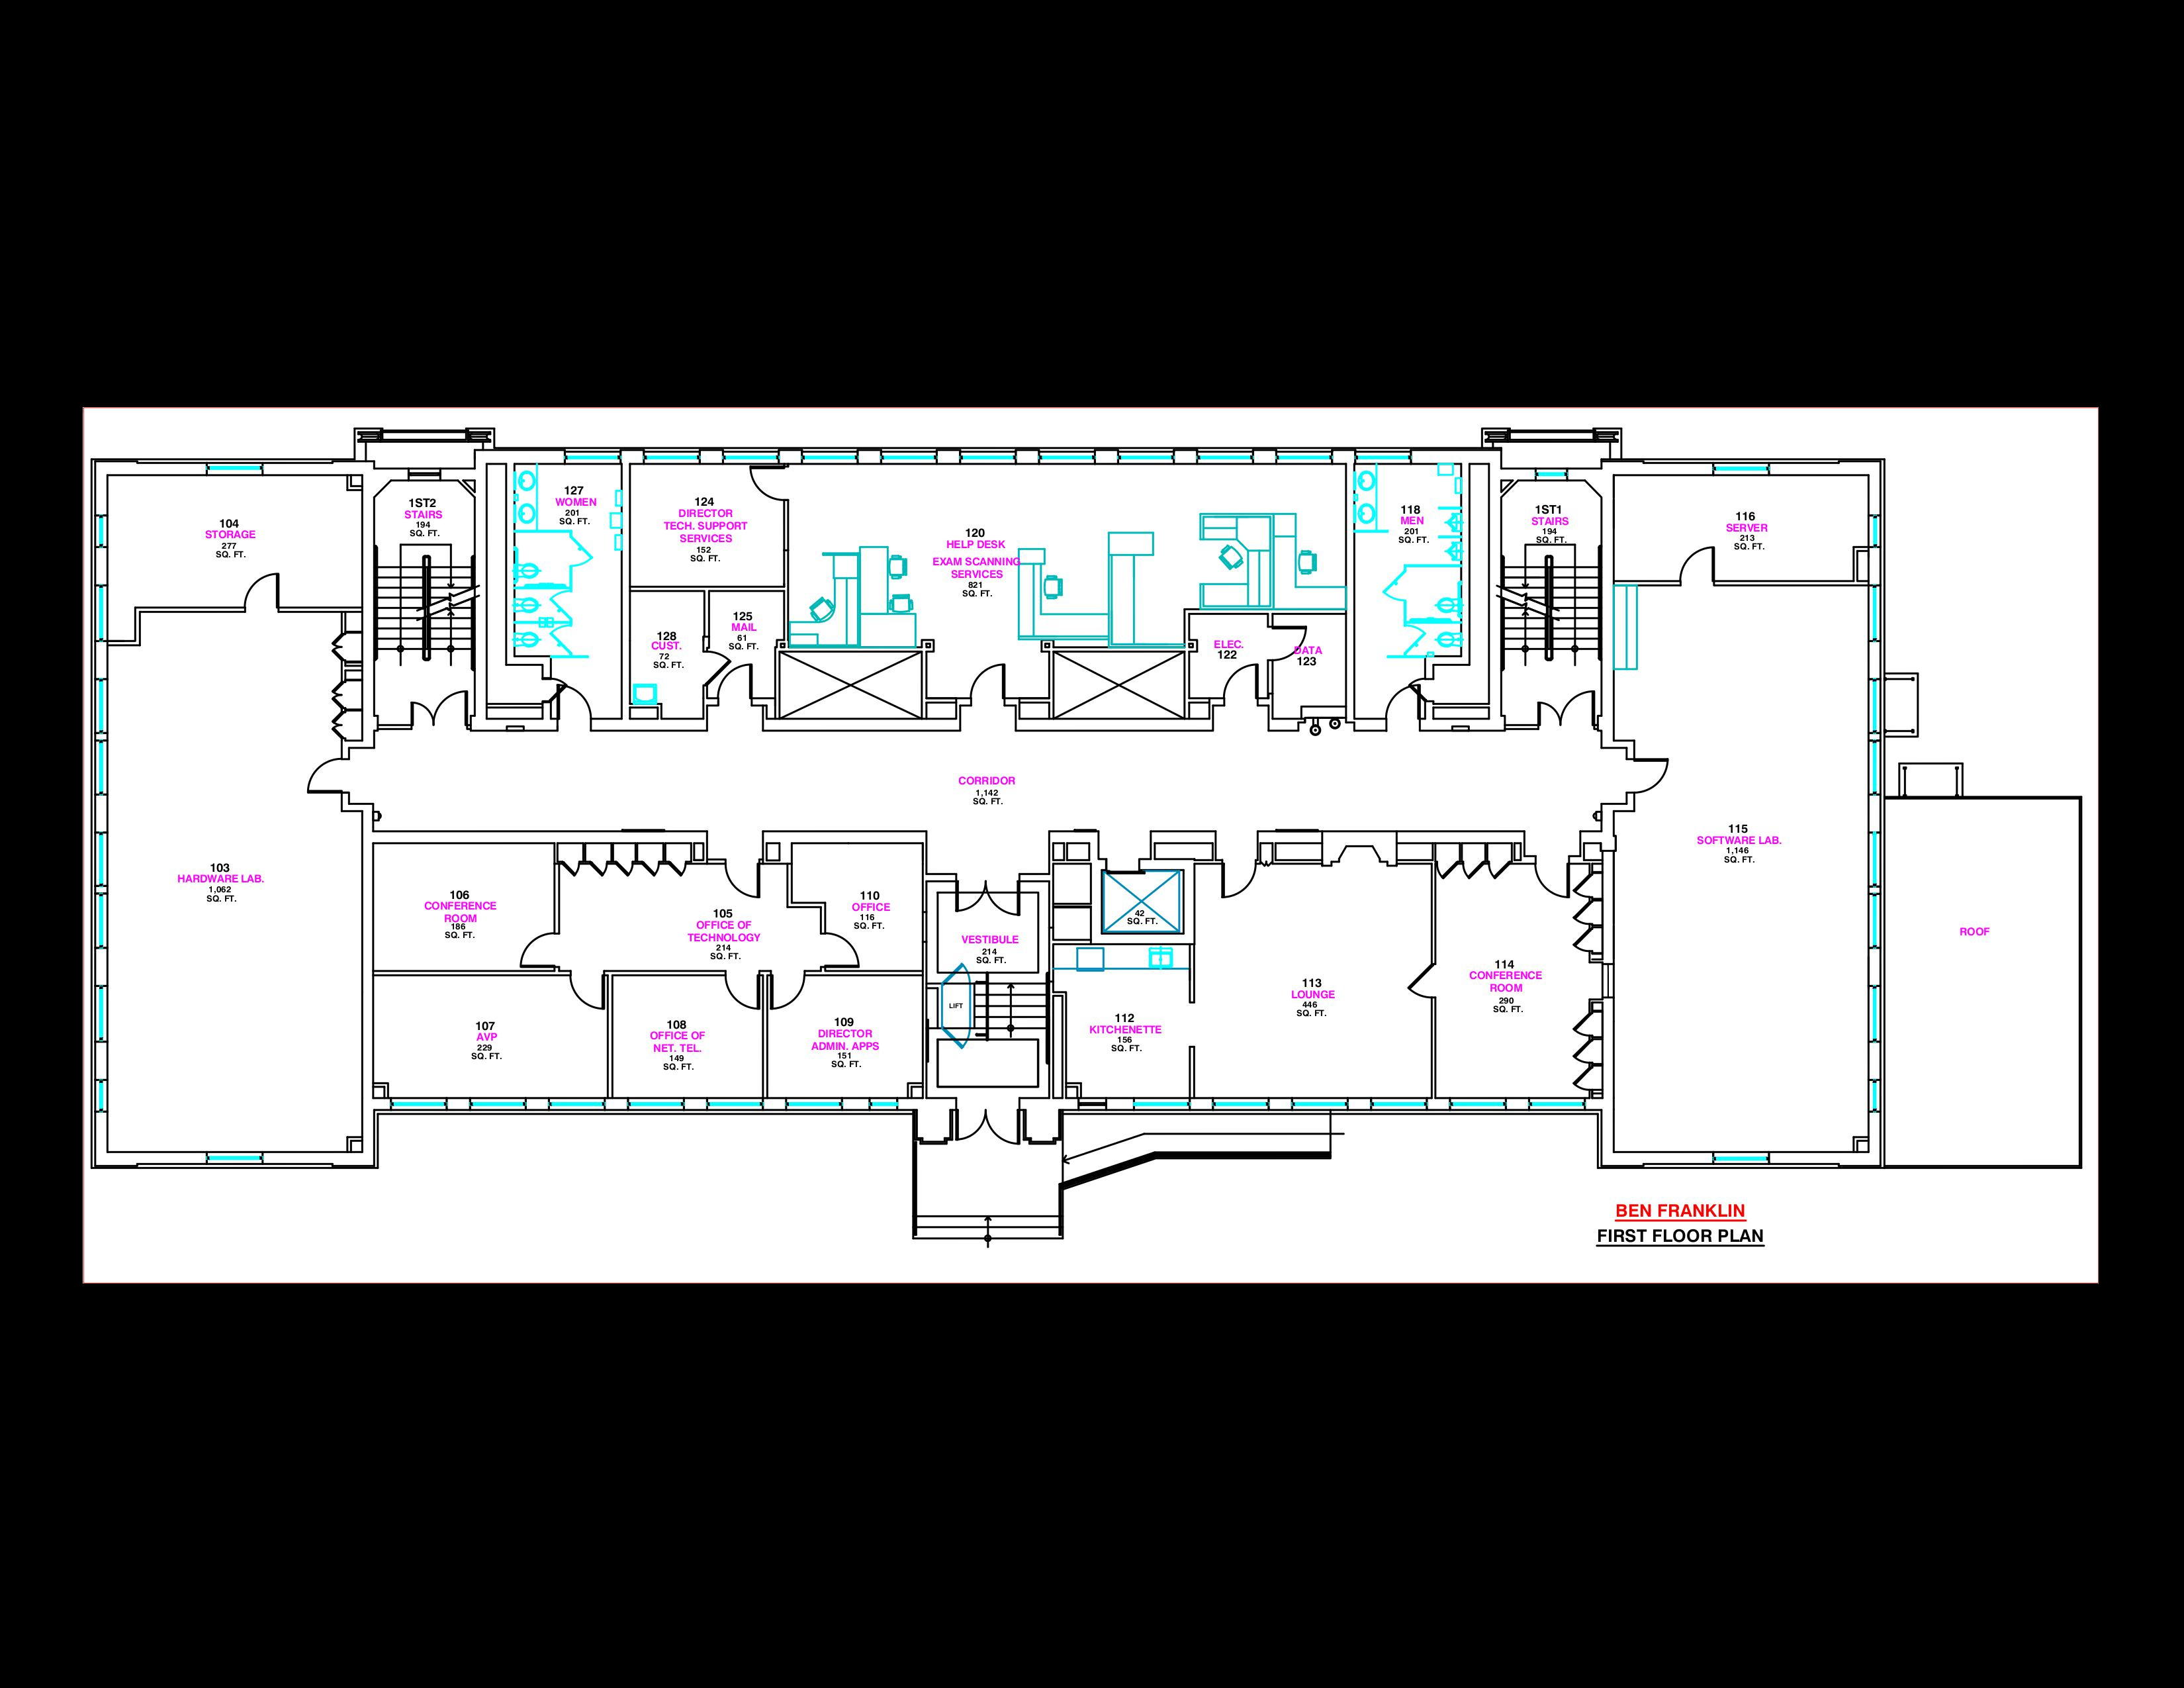 104
STORAGE
277
SQ. FT.
1ST2
STAIRS
194
SQ. FT.
127
WOMEN
201
SQ. FT.
124
DIRECTOR
TECH. SUPPORT
SERVICES
152
SQ. FT.
128
CUST.
72
SQ. FT.
125
MAIL
61
SQ. FT.
120
HELP DESK
EXAM SCANNING
SERVICES
821
SQ. FT.
ELEC.
122
DATA
123
118
MEN
201
SQ. FT.
1ST1
STAIRS
194
SQ. FT.
116
SERVER
213
SQ. FT.
CORRIDOR
1,142
SQ. FT.
103
HARDWARE LAB.
1,062
SQ. FT.
106
CONFERENCE
ROOM
186
SQ. FT.
105
OFFICE OF
TECHNOLOGY
214
SQ. FT.
110
OFFICE
116
SQ. FT.
VESTIBULE
214
SQ. FT.
LIFT
42
SQ. FT.
107
AVP
229
SQ. FT.
108
OFFICE OF
NET. TEL.
149
SQ. FT.
109
DIRECTOR
ADMIN. APPS
151
SQ. FT.
112
KITCHENETTE
156
SQ. FT.
113
LOUNGE
446
SQ. FT.
114
CONFERENCE
ROOM
290
SQ. FT.
115
SOFTWARE LAB.
1,146
SQ. FT.
ROOF
BEN FRANKLIN
FIRST FLOOR PLAN